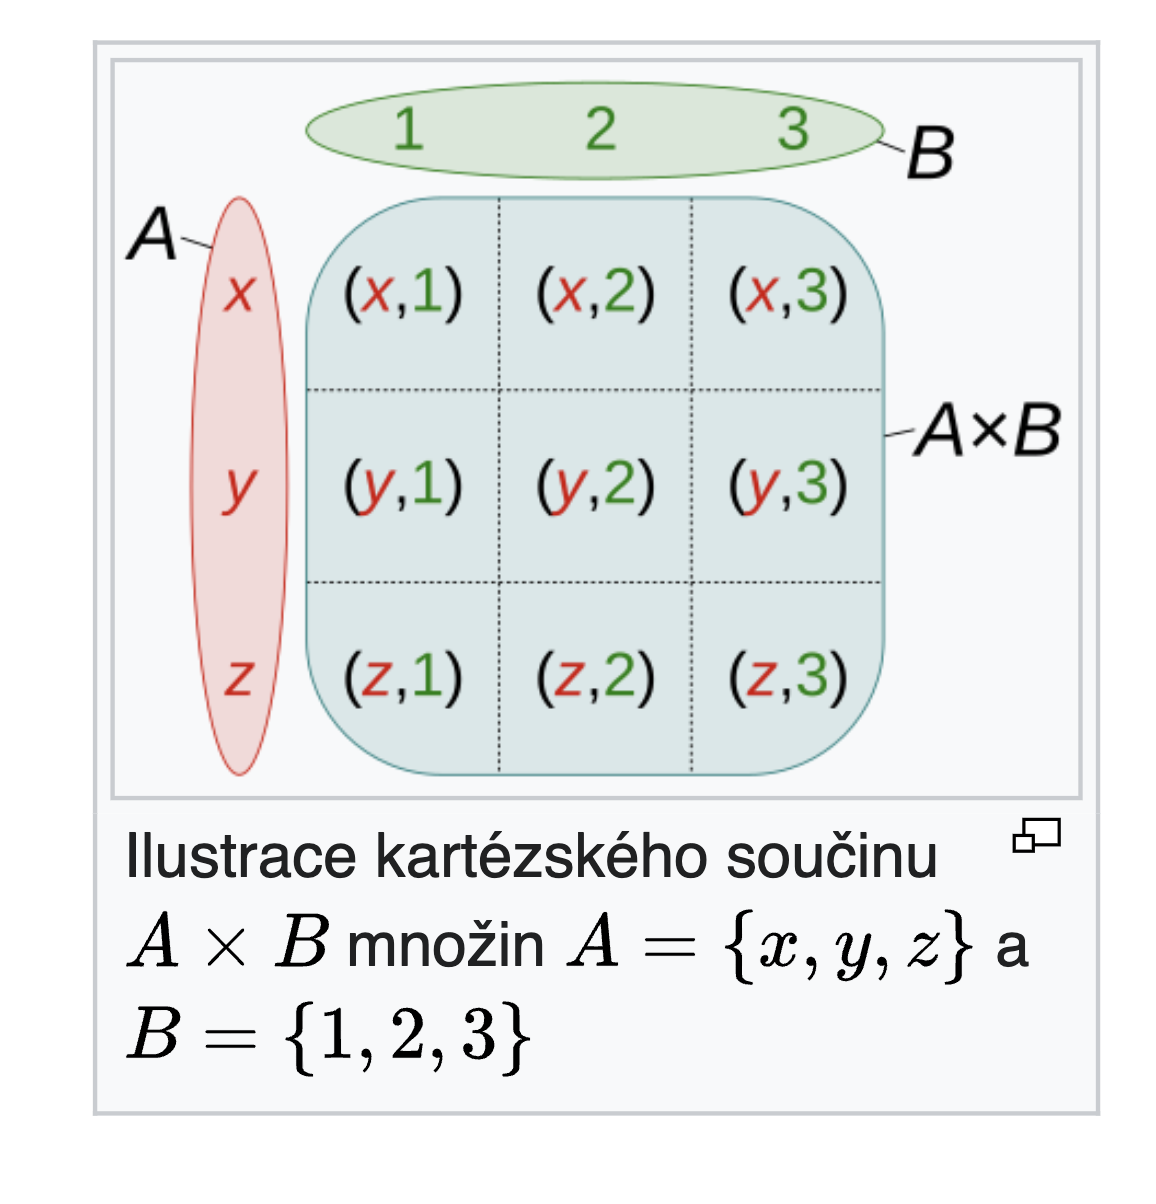 1 2 3
B
A
x (x,1) (x,2) (x,3)
A×B
y (y,1) (y,2) (y,3)
z (z,1) (z,2) (z,3)
Ilustrace kartézského součinu
A × B množin A = {x, y, z} a
B = {1, 2, 3}